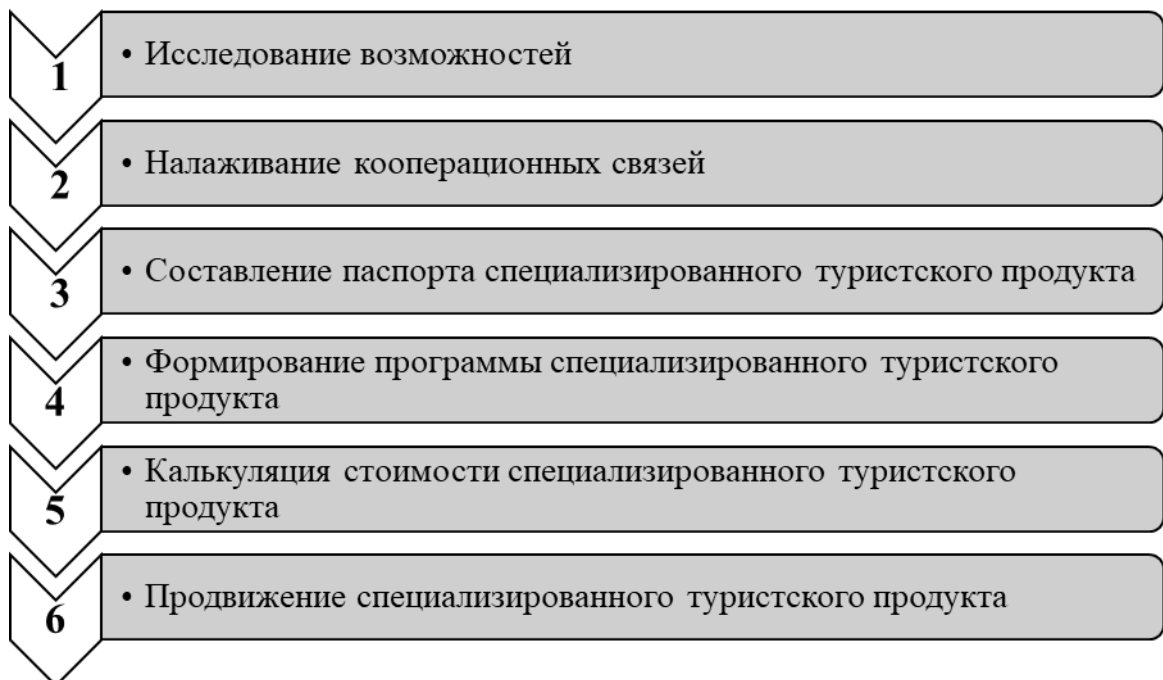 1
• Исследование возможностей
2
• Налаживание кооперационных связей
3
• Составление паспорта специализированного туристского продукта
4
• Формирование программы специализированного туристского
продукта
5
• Калькуляция стоимости специализированного туристского
продукта
6
• Продвижение специализированного туристского продукта